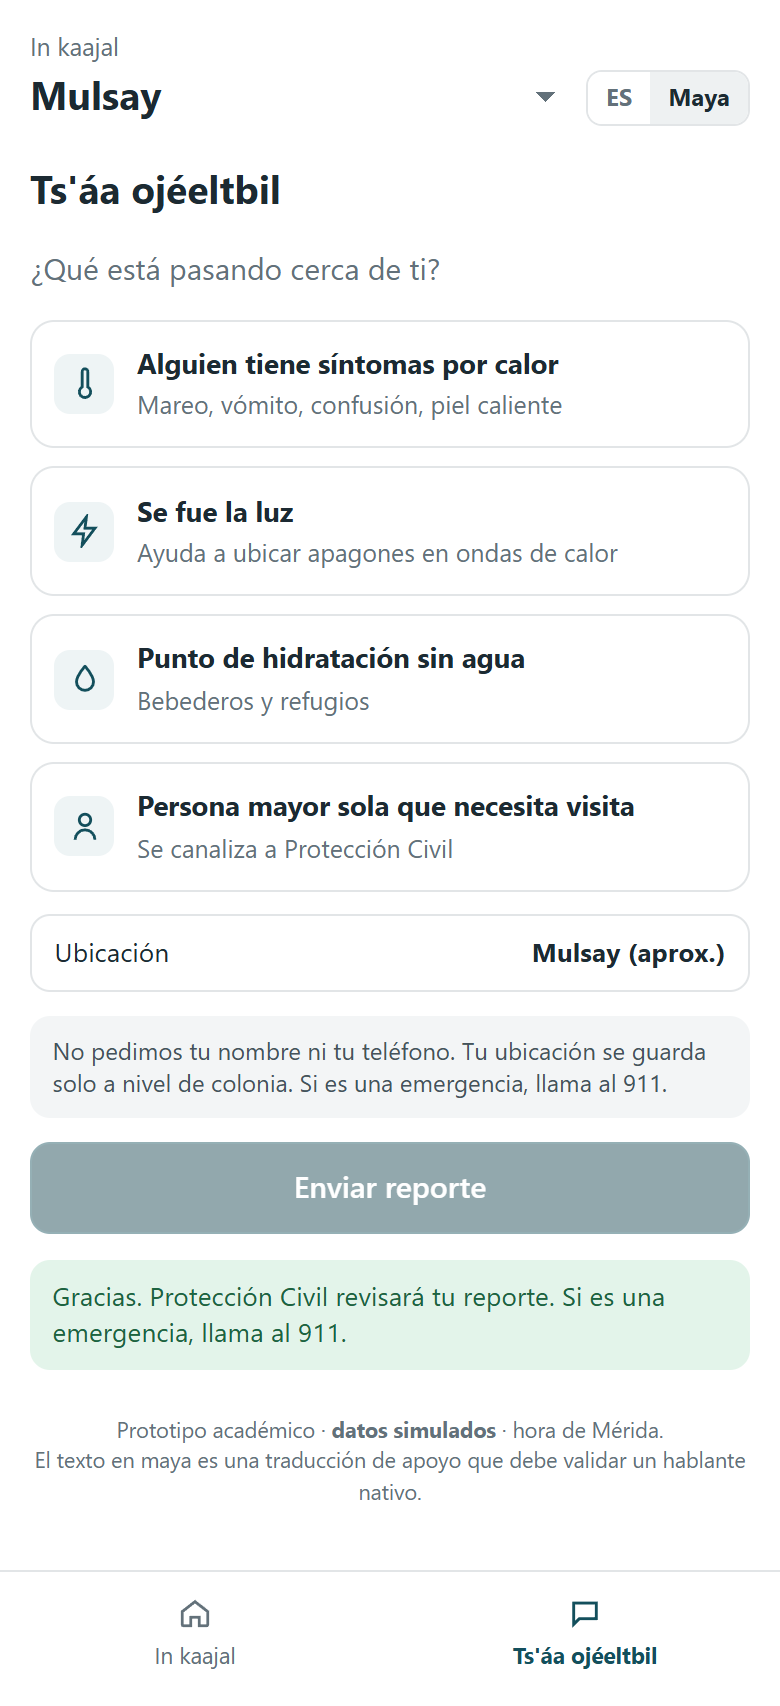 In kaajal
Mulsay
ES
Maya
Ts'áa ojéeltbil
¿Qué está pasando cerca de ti?
Alguien tiene síntomas por calor
Mareo, vómito, confusión, piel caliente
Se fue la luz
Ayuda a ubicar apagones en ondas de calor
Punto de hidratación sin agua
Bebederos y refugios
Persona mayor sola que necesita visita
Se canaliza a Protección Civil
Ubicación
Mulsay (aprox.)
No pedimos tu nombre ni tu teléfono. Tu ubicación se guarda
solo a nivel de colonia. Si es una emergencia, llama al 911.
Enviar reporte
Gracias. Protección Civil revisará tu reporte. Si es una
emergencia, llama al 911.
Prototipo académico · datos simulados · hora de Mérida.
El texto en maya es una traducción de apoyo que debe validar un hablante
nativo.
In kaajal
Ts'áa ojéeltbil